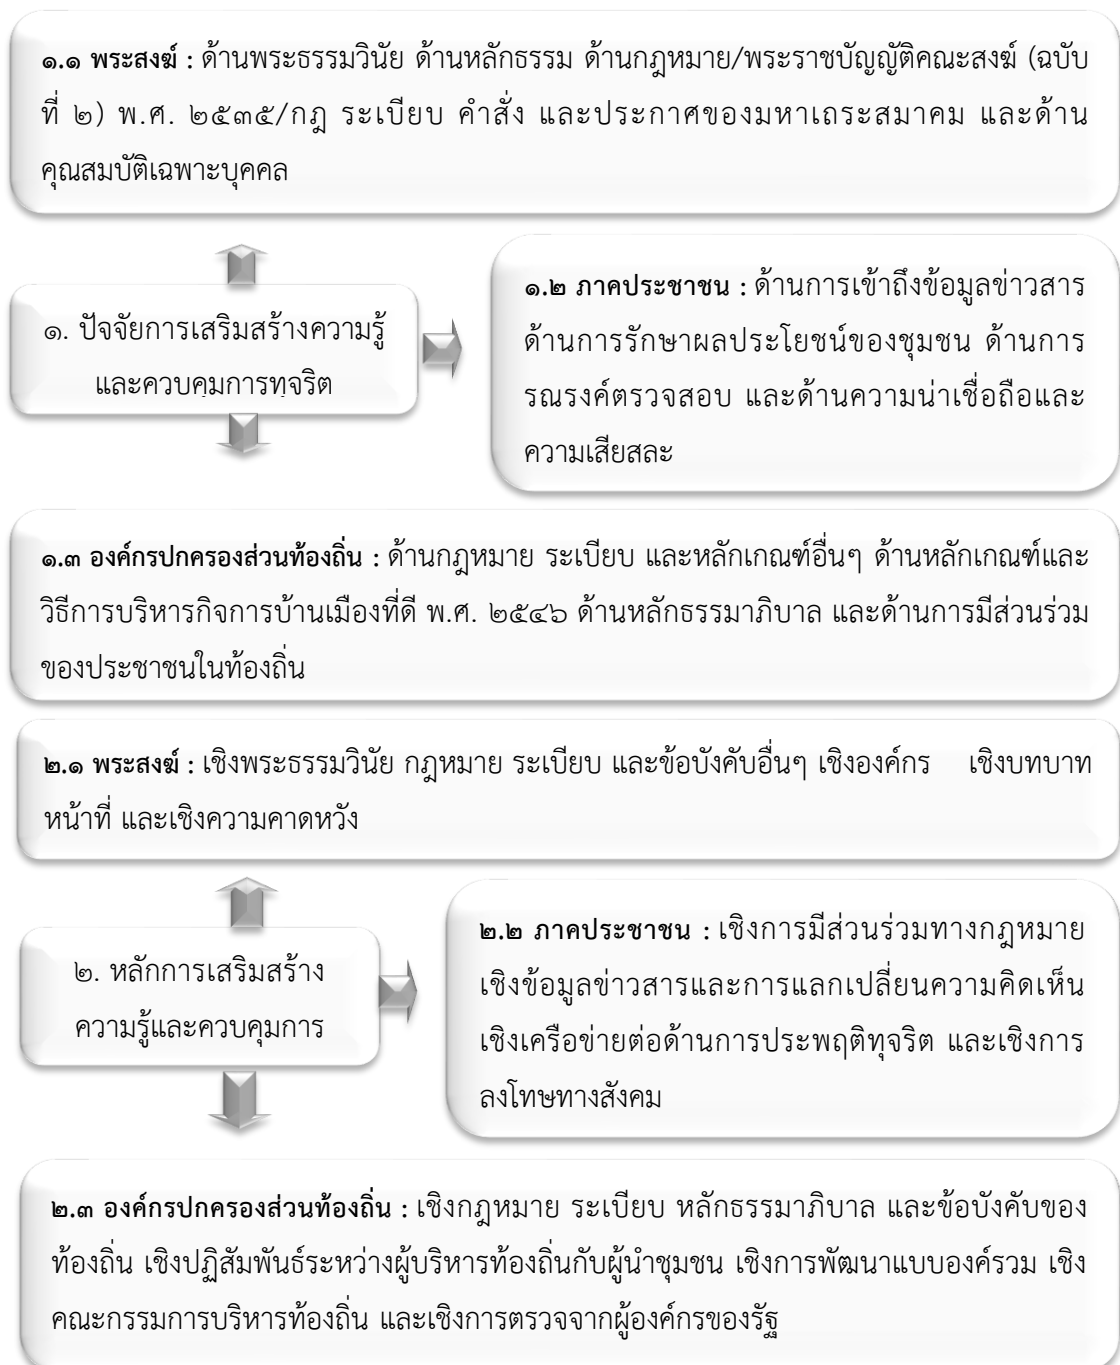 ๑.๑ พระสงฆ์ : ด้านพระธรรมวินัย ด้านหลักธรรม ด้านกฎหมาย/พระราชบัญญัติคณะสงฆ์ (ฉบับ
ที่ ๒) พ.ศ. ๒๕๓๕/กฎ ระเบียบ คำสั่ง และประกาศของมหาเถระสมาคม และด้าน
คุณสมบัติเฉพาะบุคคล
๑. ปัจจัยการเสริมสร้างความรู้
และควบคุมการทุจริต
๑.๒ ภาคประชาชน : ด้านการเข้าถึงข้อมูลข่าวสาร
ด้านการรักษาผลประโยชน์ของชุมชน ด้านการ
รณรงค์ตรวจสอบ และด้านความน่าเชื่อถือและ
ความเสียสละ
๑.๓ องค์กรปกครองส่วนท้องถิ่น : ด้านกฎหมาย ระเบียบ และหลักเกณฑ์อื่นๆ ด้านหลักเกณฑ์และ
วิธีการบริหารกิจการบ้านเมืองที่ดี พ.ศ. ๒๕๔๖ ด้านหลักธรรมาภิบาล และด้านการมีส่วนร่วม
ของประชาชนในท้องถิ่น
๒.๑ พระสงฆ์ : เชิงพระธรรมวินัย กฎหมาย ระเบียบ และข้อบังคับอื่นๆ เชิงองค์กร เชิงบทบาท
หน้าที่ และเชิงความคาดหวัง
๒. หลักการเสริมสร้าง
ความรู้และควบคุมการ
๒.๒ ภาคประชาชน : เชิงการมีส่วนร่วมทางกฎหมาย
เชิงข้อมูลข่าวสารและการแลกเปลี่ยนความคิดเห็น
เชิงเครือข่ายต่อด้านการประพฤติทุจริต และเชิงการ
ลงโทษทางสังคม
๒.๓ องค์กรปกครองส่วนท้องถิ่น : เชิงกฎหมาย ระเบียบ หลักธรรมาภิบาล และข้อบังคับของ
ท้องถิ่น เชิงปฏิสัมพันธ์ระหว่างผู้บริหารท้องถิ่นกับผู้นำชุมชน เชิงการพัฒนาแบบองค์รวม เชิง
คณะกรรมการบริหารท้องถิ่น และเชิงการตรวจจากผู้องค์กรของรัฐ